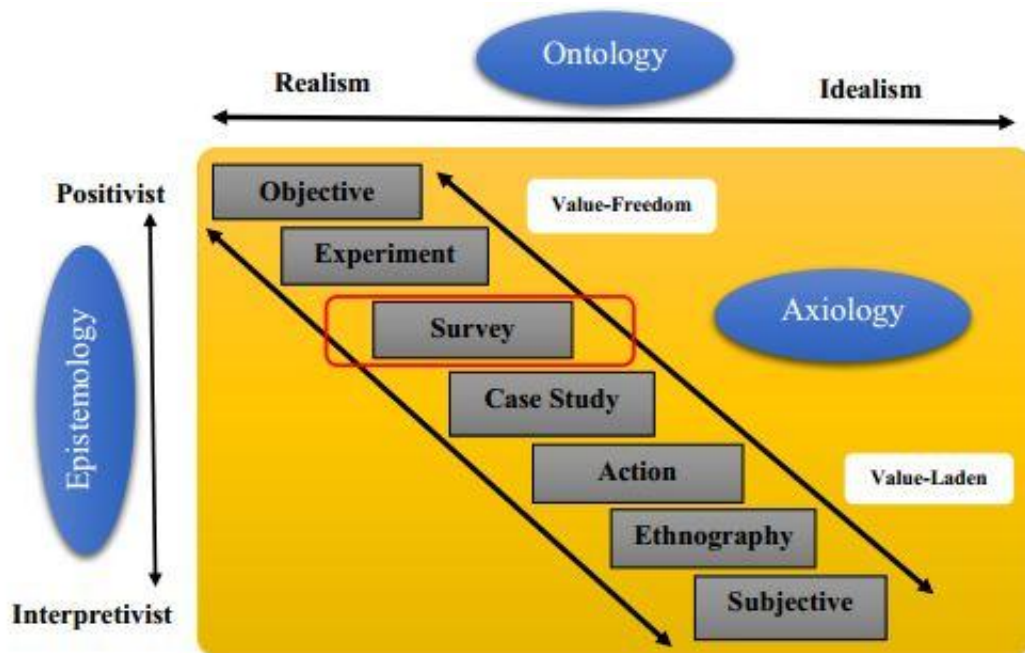 Ontology
Realism
Idealism
Positivist
Objective
Value-Freedom
Experiment
Epistemology
Survey
Axiology
Case Study
Action
Value-Laden
Ethnography
Interpretivist
Subjective